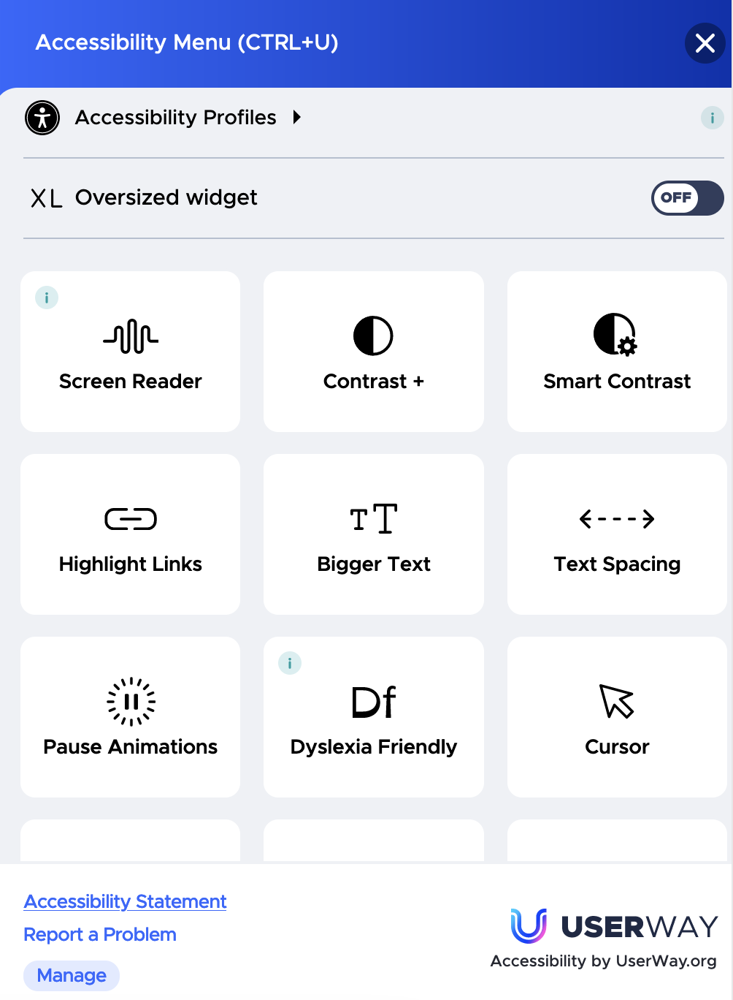 Accessibility Menu (CTRL+U)
Accessibility Profiles
i
XL Oversized widget
OFF
i
Screen Reader
Contrast +
Smart Contrast
Highlight Links
TT
Bigger Text
Text Spacing
Pause Animations
i
Df
Dyslexia Friendly
Cursor
Accessibility Statement
Report a Problem
Manage
USERWAY
Accessibility by UserWay.org